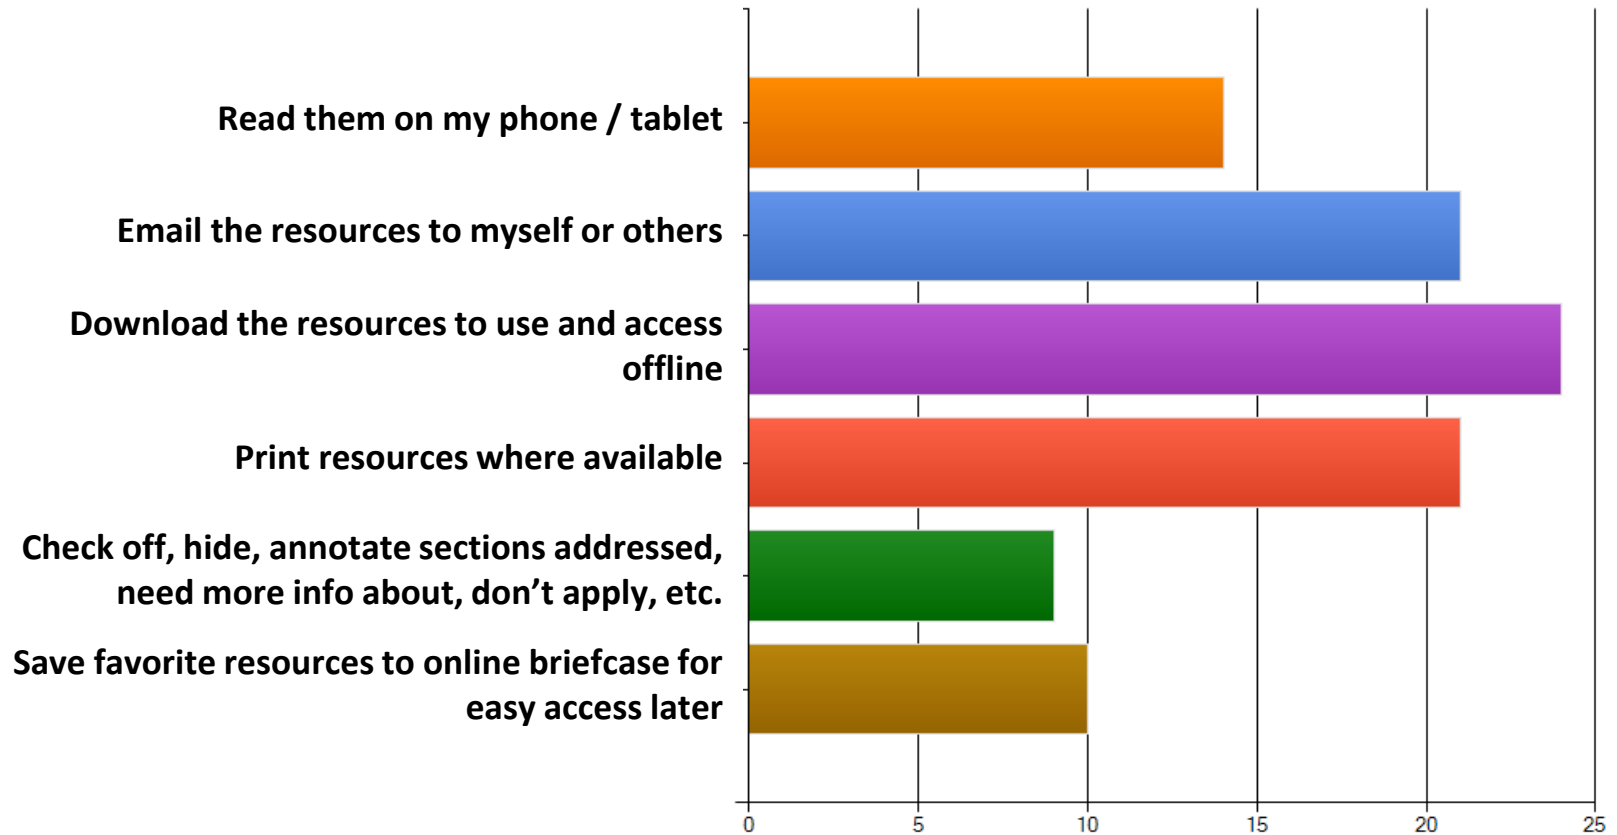 Read them on my phone / tablet
Email the resources to myself or others
Download the resources to use and access
offline
Print resources where available
Check off, hide, annotate sections addressed,
need more info about, don’t apply, etc.
Save favorite resources to online briefcase for
easy access later
0 5 10 15 20 25